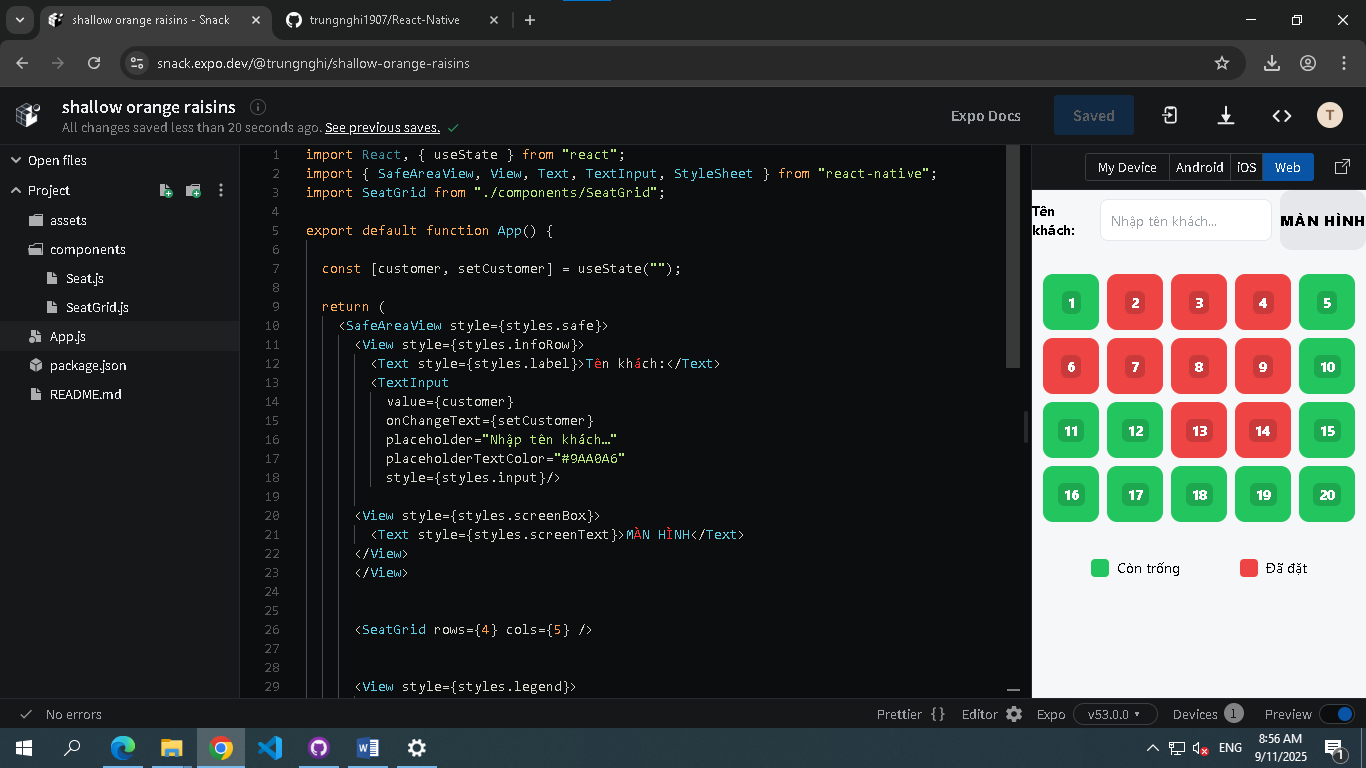 shallow orange raisins - Snack
trungnghi1907/React-Native
snack.expo.dev/@trungnghi/shallow-orange-raisins
shallow orange raisins
All changes saved less than 20 seconds ago. See previous saves.
Expo Docs
Saved
T
Open files
Project
assets
components
Seat.js
SeatGrid.js
App.js
package.json
README.md
1 import React, { useState } from "react";
2 import { SafeAreaView, View, Text, TextInput, StyleSheet } from "react-native";
3 import SeatGrid from "./components/SeatGrid";
4
5 export default function App() {
6
7 const [customer, setCustomer] = useState("");
8
9 return (
10 <SafeAreaView style={styles.safe}>
11 <View style={styles.infoRow}>
12 <Text style={styles.label}>Tên khách:</Text>
13 <TextInput
14 value={customer}
15 onChangeText={setCustomer}
16 placeholder="Nhập tên khách…"
17 placeholderTextColor="#9AA0A6"
18 style={styles.input}/>
19
20 <View style={styles.screenBox}>
21 <Text style={styles.screenText}>MÀN HÌNH</Text>
22 </View>
23 </View>
24
25
26 <SeatGrid rows={4} cols={5} />
27
28
29 <View style={styles.legend}>
My Device Android iOS Web
Tên
khách:
Nhập tên khách…
MÀN HÌNH
1 2 3 4 5
6 7 8 9 10
11 12 13 14 15
16 17 18 19 20
Còn trống Đã đặt
No errors
Prettier {} Editor Expo v53.0.0 Devices 1 Preview
ENG
8:56 AM
9/11/2025
1